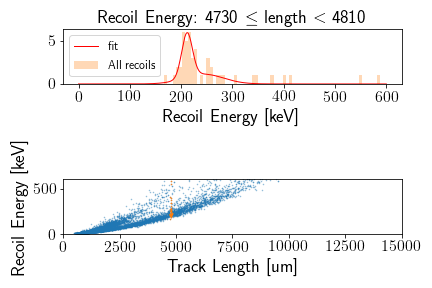 Recoil Energy: 4730 ≤ length < 4810
5
0
fit
All recoils
0 100 200 300 400 500 600
Recoil Energy [keV]
Recoil Energy [keV]
500
0
0 2500 5000 7500 10000 12500 15000
Track Length [um]